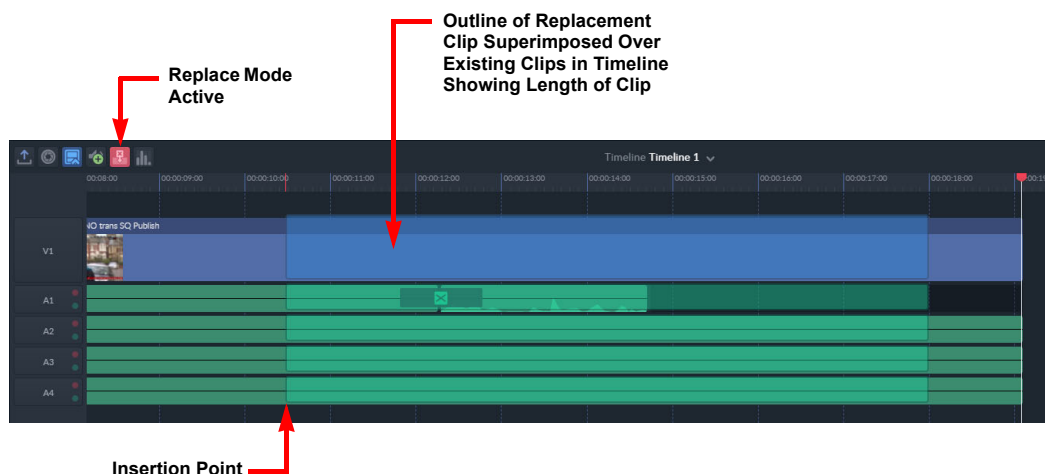 Outline of Replacement
Clip Superimposed Over
Existing Clips in Timeline
Showing Length of Clip
Replace Mode
Active
Timeline Timeline 1
00:08:00 00:00:09:00 00:00:10:00 00:00:11:00 00:00:12:00 00:00:13:00 00:00:14:00 00:00:15:00 00:00:16:00 00:00:17:00 00:00:18:00
NO trans SQ Publish
V1
A1
A2
A3
A4
Insertion Point